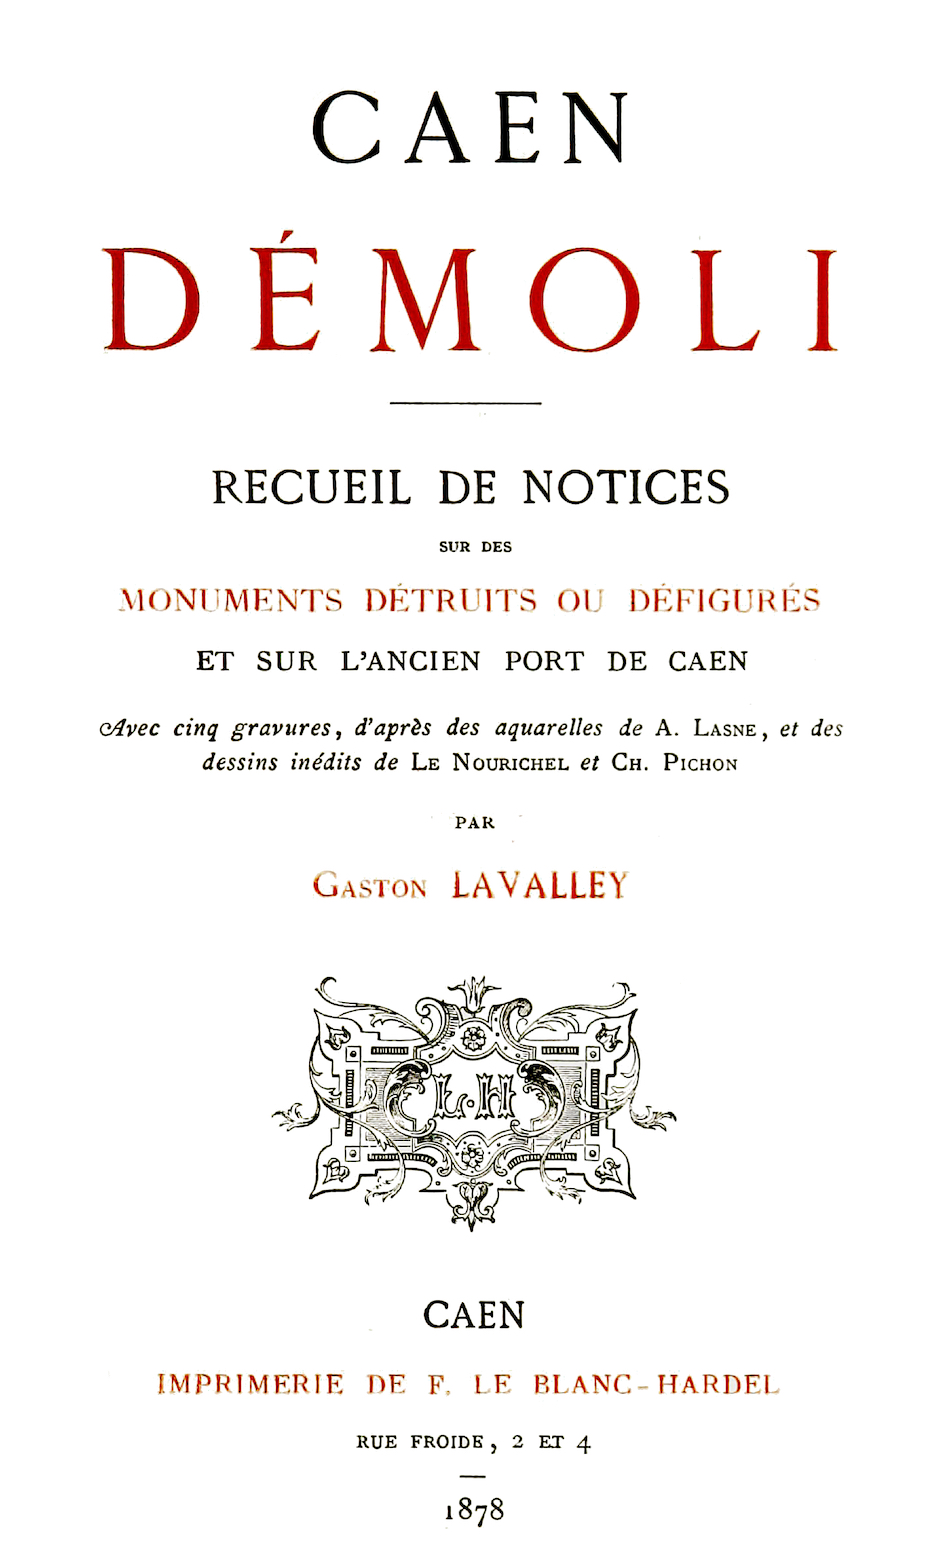 CAEN
DÉMOLI
RECUEIL DE NOTICES
SUR DES
MONUMENTS DÉTRUITS OU DÉFIGURÉS
ET SUR L'ANCIEN PORT DE CAEN
Avec cinq gravures, d'après des aquarelles de A. LASNE, et des
dessins inédits de LE NOURICHEL et CH. PICHON
PAR
GASTON LAVALLEY
L·H
CAEN
IMPRIMERIE DE F. LE BLANC-HARDEL
RUE FROIDE, 2 ET 4
1878